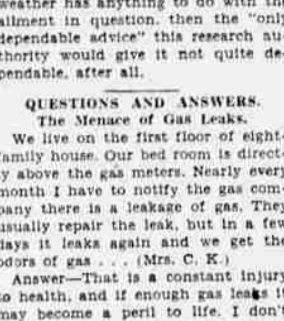 weather has anything to do with the
ailment in question, then the "only
dependable advice" this research au-
thority would give it not quite de-
pendable, after all.
QUESTIONS AND ANSWERS.
The Menace of Gas Leaks.
We live on the first floor of eight-
family house. Our bed room is direct-
ly above the gas meters. Nearly every
month I have to notify the gas com-
pany there is a leakage of gas. They
usually repair the leak, but in a few
days it leaks again and we get the
odors of gas . . . (Mrs. C. K.)
Answer—That is a constant injury
to health, and if enough gas leaks it
may become a peril to life. I don't